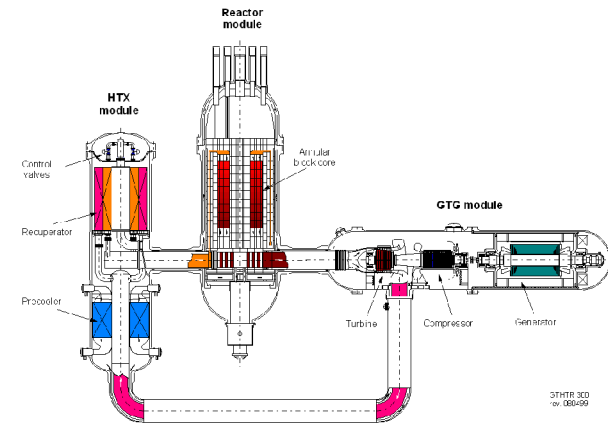 Reactor
module
HTX
module
Control
valves
Annular
block core
Recuperator
GTG module
Precooler
Turbine
Compressor
Generator
GTHTR 300
rev. 080499